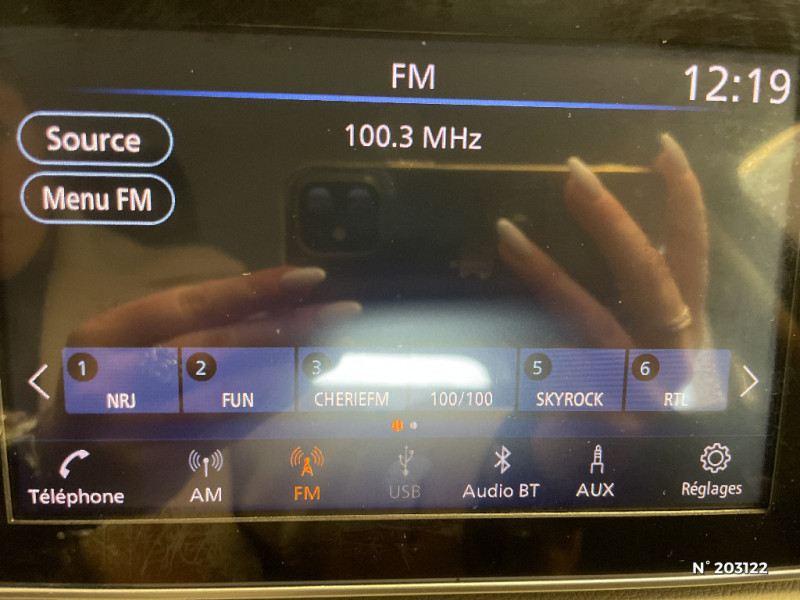 FM
12:19
Source
100.3 MHz
Menu FM
1
2
3
5
6
NRJ
FUN
CHERIEFM
100/100
SKYROCK
RTL
Téléphone
AM
FM
USB
Audio BT
AUX
Réglages
N° 203122